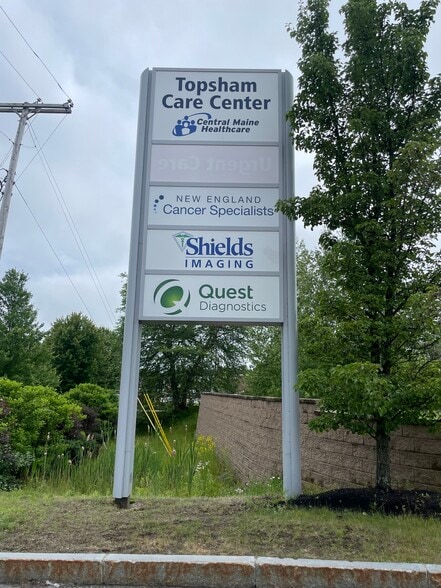 Topsham
Care Center
Central Maine
Healthcare
Urgent Care
NEW ENGLAND
Cancer Specialists
Shields
IMAGING
Quest
Diagnostics